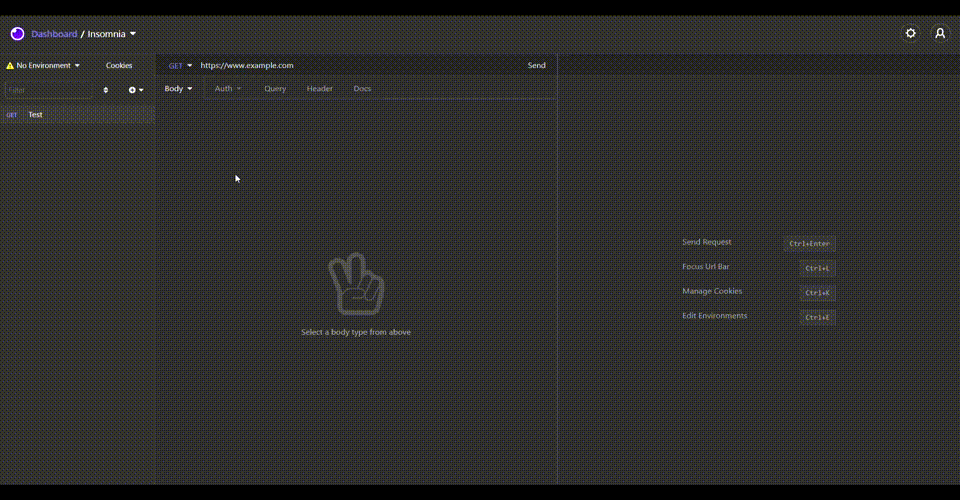 Dashboard / Insomnia
No Environment
Cookies
GET
https://www.example.com
Send
Filter
Body
Auth
Query
Header
Docs
GET
Test
Select a body type from above
Send Request
Ctrl+Enter
Focus Url Bar
Ctrl+L
Manage Cookies
Ctrl+K
Edit Environments
Ctrl+E